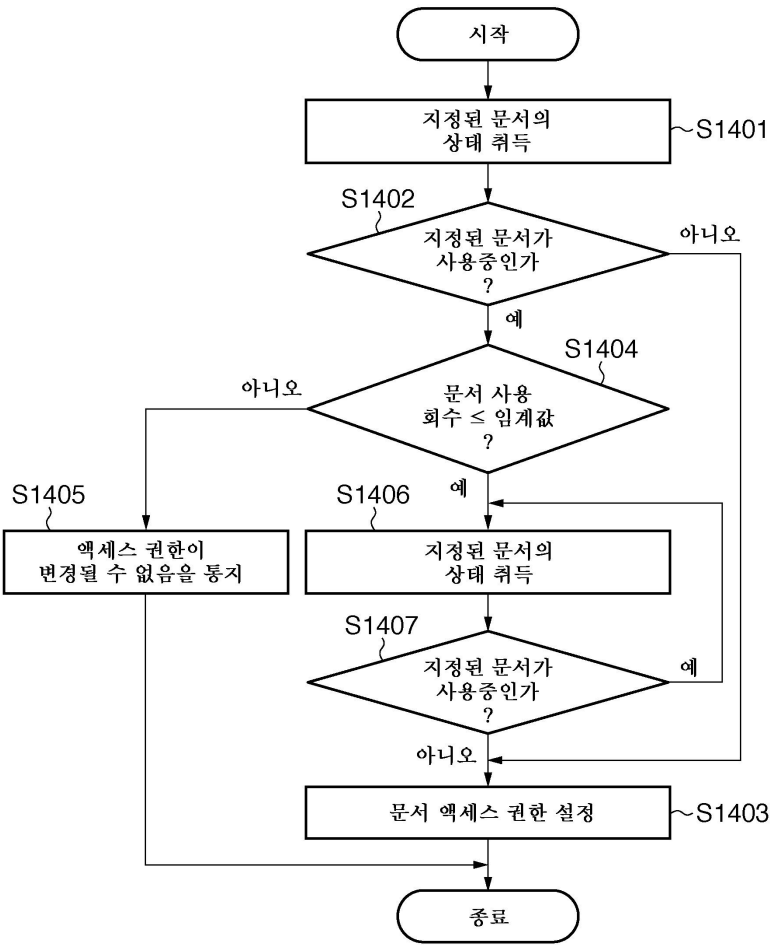 시작
지정된 문서의
상태 취득
S1401
S1402
지정된 문서가
사용중인가
?
아니오
예
S1404
아니오
문서 사용
회수 ≤ 임계값
?
예
S1405
액세스 권한이
변경될 수 없음을 통지
S1406
지정된 문서의
상태 취득
S1407
지정된 문서가
사용중인가
?
예
아니오
문서 액세스 권한 설정
S1403
종료